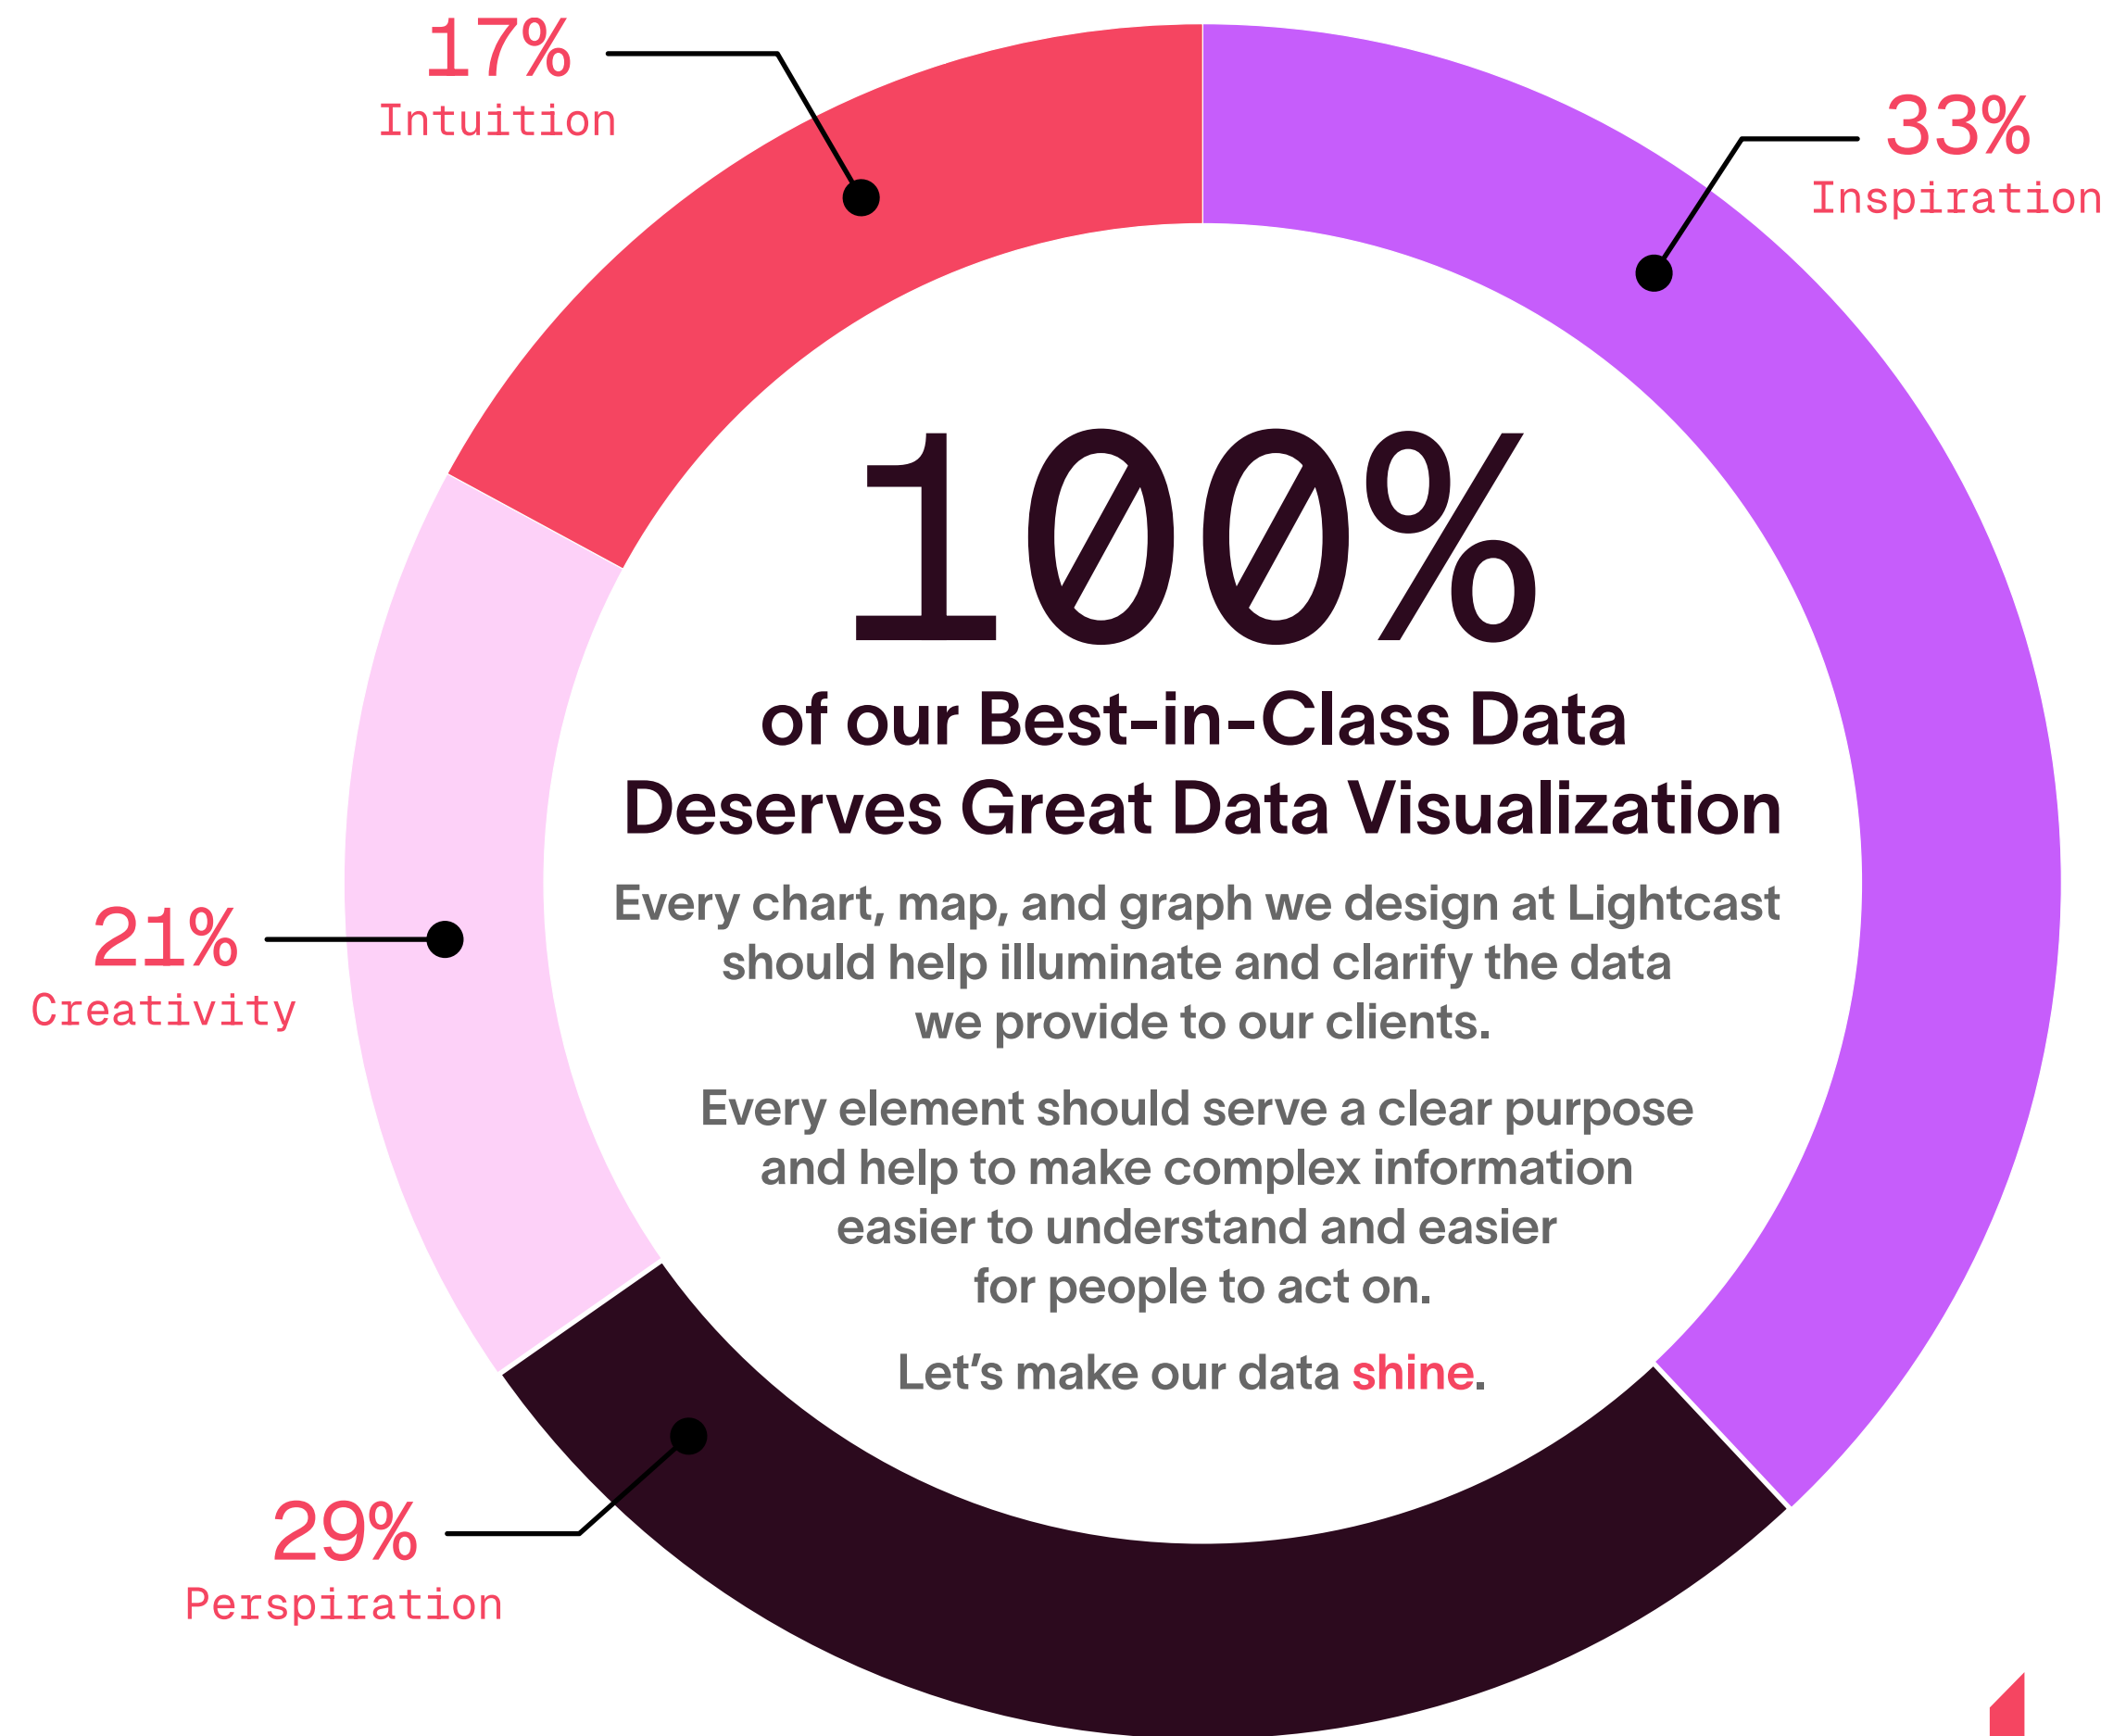 17%
Intuition
33%
Inspiration
100%
of our Best-in-Class Data
Deserves Great Data Visualization
Every chart, map, and graph we design at Lightcast
should help illuminate and clarify the data
we provide to our clients.
Every element should serve a clear purpose
and help to make complex information
easier to understand and easier
for people to act on.
Let’s make our data shine.
21%
Creativity
29%
Perspiration